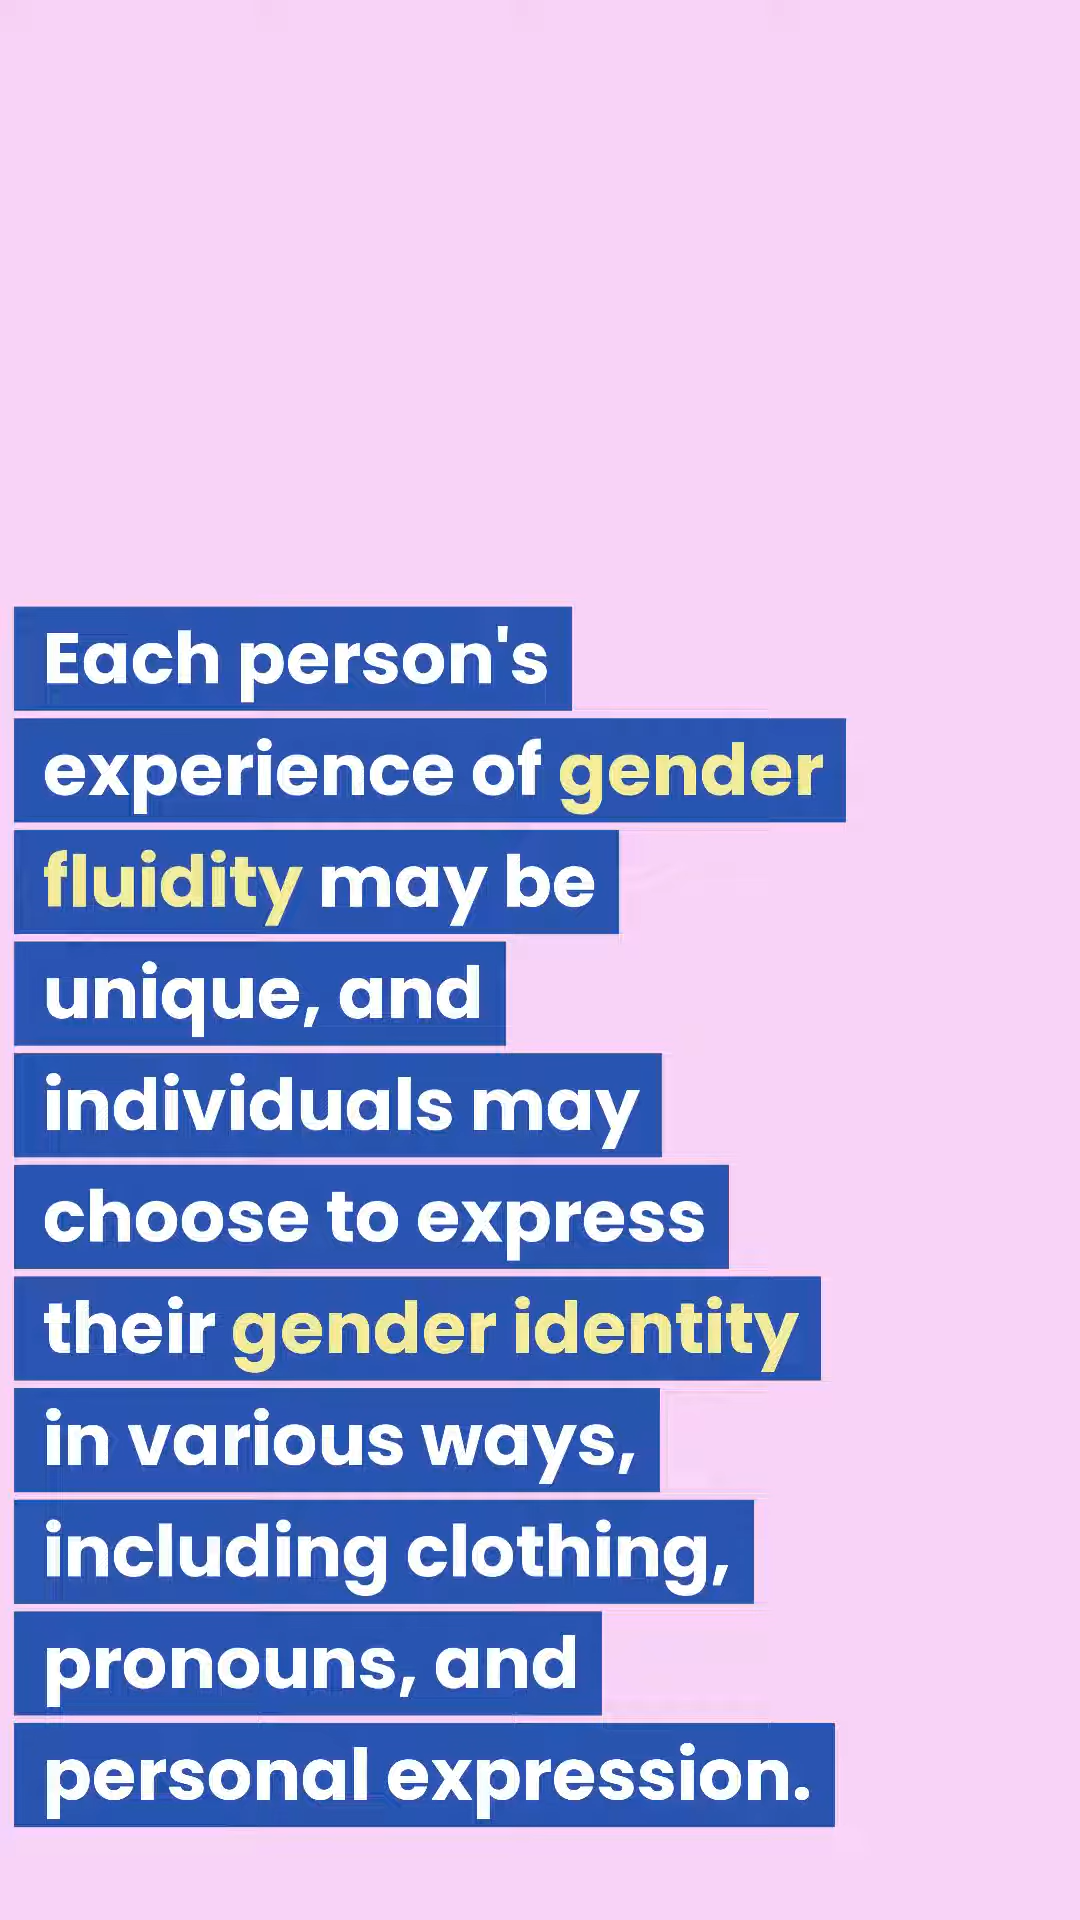 Each person's
experience of gender
fluidity may be
unique, and
individuals may
choose to express
their gender identity
in various ways,
including clothing,
pronouns, and
personal expression.